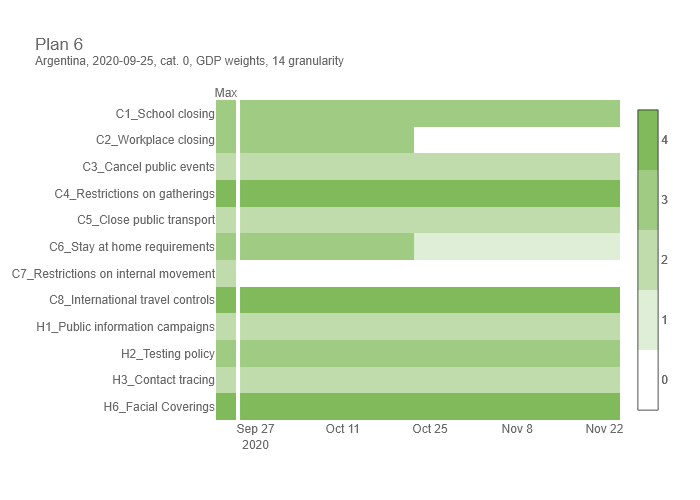 Plan 6
Argentina, 2020-09-25, cat. 0, GDP weights, 14 granularity
Max
C1_School closing
C2_Workplace closing
C3_Cancel public events
C4_Restrictions on gatherings
C5_Close public transport
C6_Stay at home requirements
C7_Restrictions on internal movement
C8_International travel controls
H1_Public information campaigns
H2_Testing policy
H3_Contact tracing
H6_Facial Coverings
Sep 27 Oct 11 Oct 25 Nov 8 Nov 22
2020
4
3
2
1
0